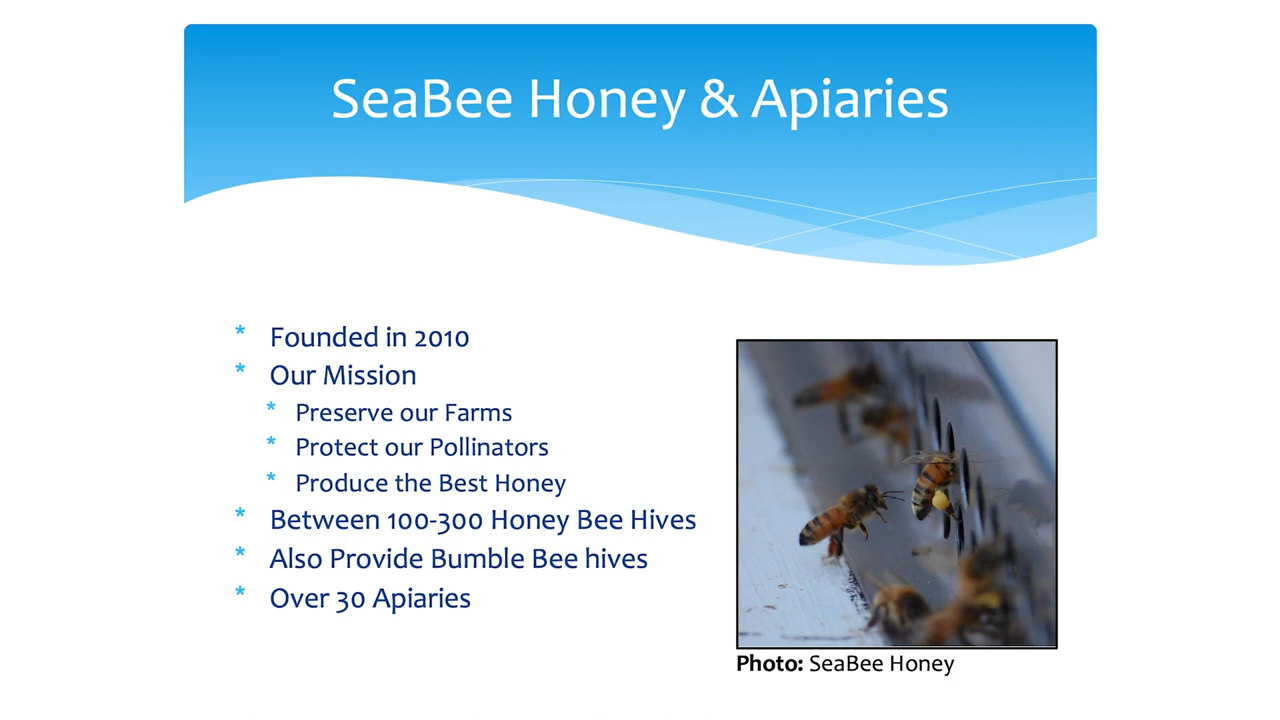 SeaBee Honey & Apiaries
* Founded in 2010
* Our Mission
* Preserve our Farms
* Protect our Pollinators
* Produce the Best Honey
* Between 100-300 Honey Bee Hives
* Also Provide Bumble Bee hives
* Over 30 Apiaries
Photo: SeaBee Honey